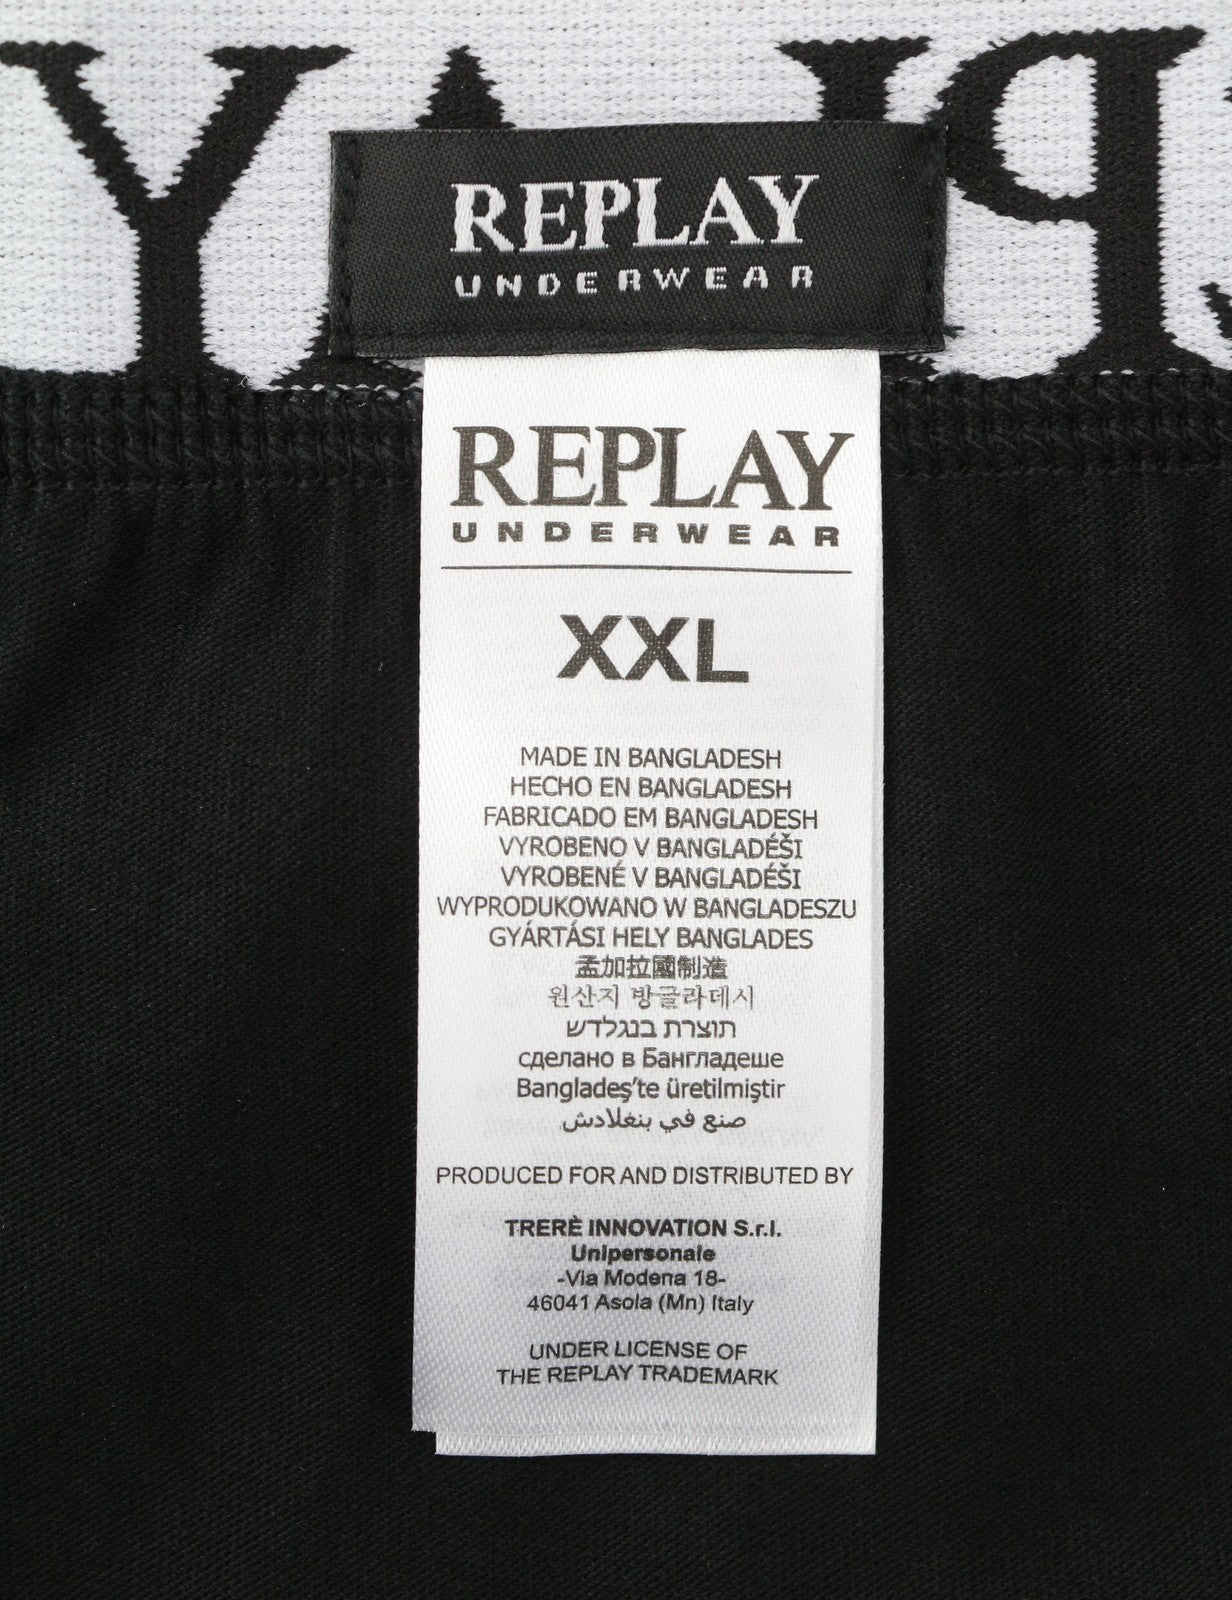 REPLAY
UNDERWEAR
REPLAY
UNDERWEAR
XXL
MADE IN BANGLADESH
HECHO EN BANGLADESH
FABRICADO EM BANGLADESH
VYROBENO V BANGLADÉŠI
VYROBENÉ V BANGLADÉŠI
WYPRODUKOWANO W BANGLADESZU
GYÁRTÁSI HELY BANGLADES
孟加拉國制造
원산지 방글라데시
תוצרת בנגלדש
сделано в Бангладеше
Bangladeş'te üretilmiştir
صنع في بنغلادش
PRODUCED FOR AND DISTRIBUTED BY
TRERÈ INNOVATION S.r.l.
Unipersonale
-Via Modena 18-
46041 Asola (Mn) Italy
UNDER LICENSE OF
THE REPLAY TRADEMARK